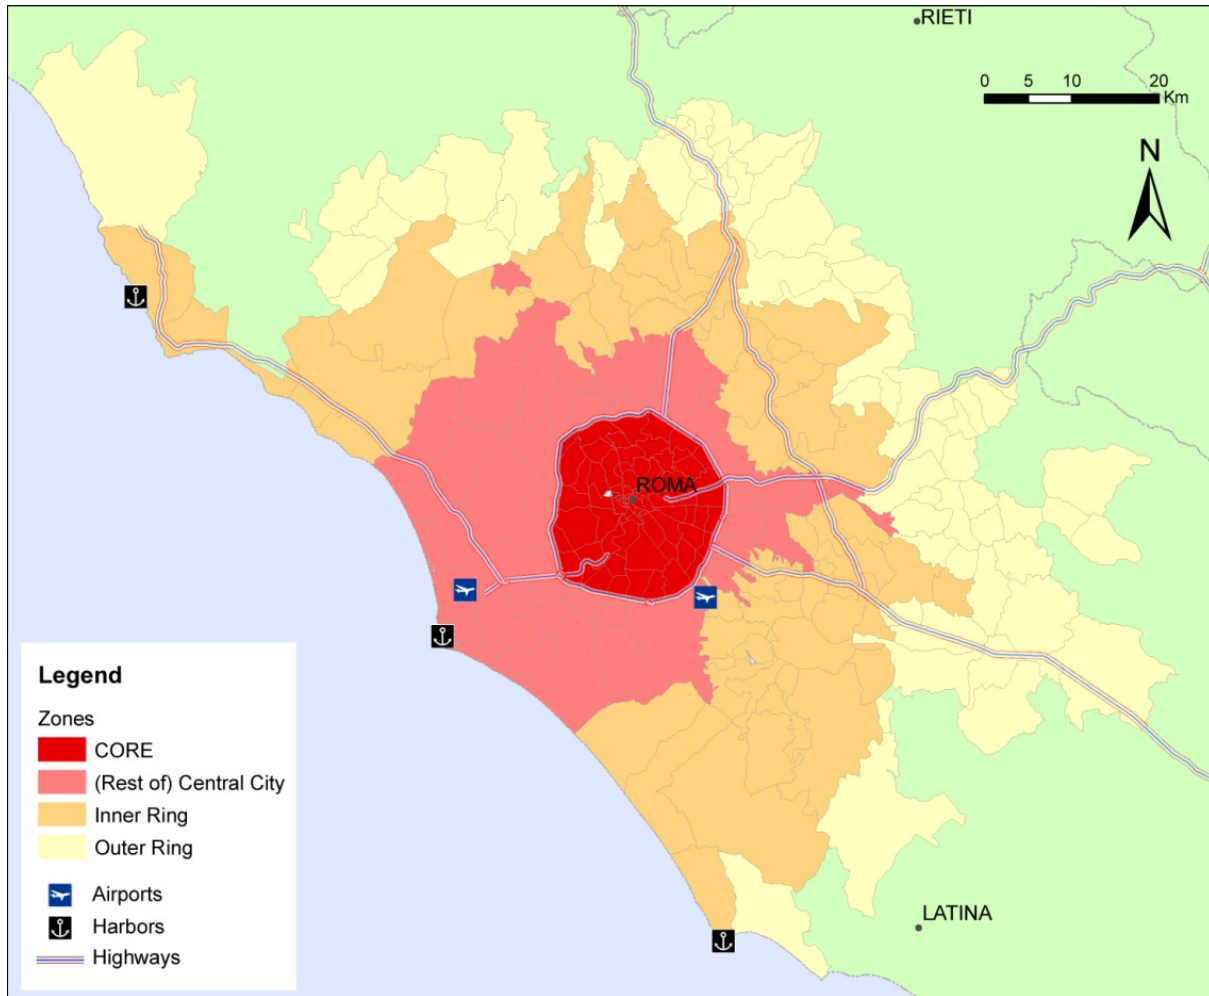 RIETI
0 5 10 20
Km
N
ROMA
Legend
Zones
CORE
(Rest of) Central City
Inner Ring
Outer Ring
Airports
Harbors
Highways
LATINA